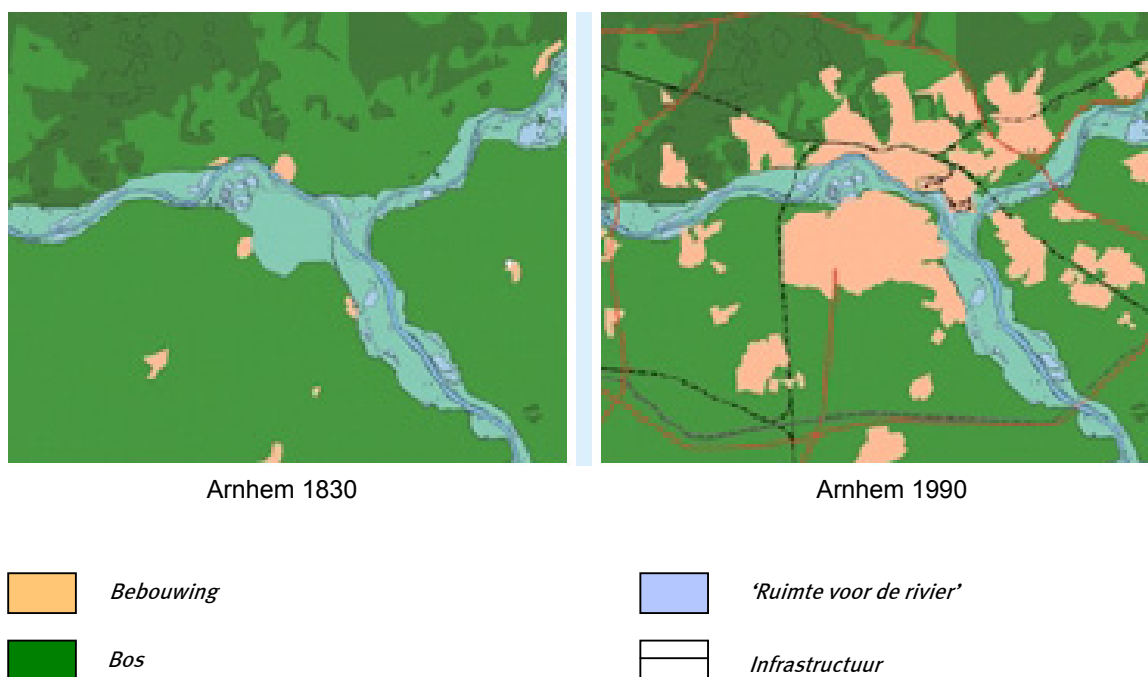 Arnhem 1830
Arnhem 1990
Bebouwing
‘Ruimte voor de rivier’
Bos
Infrastructuur